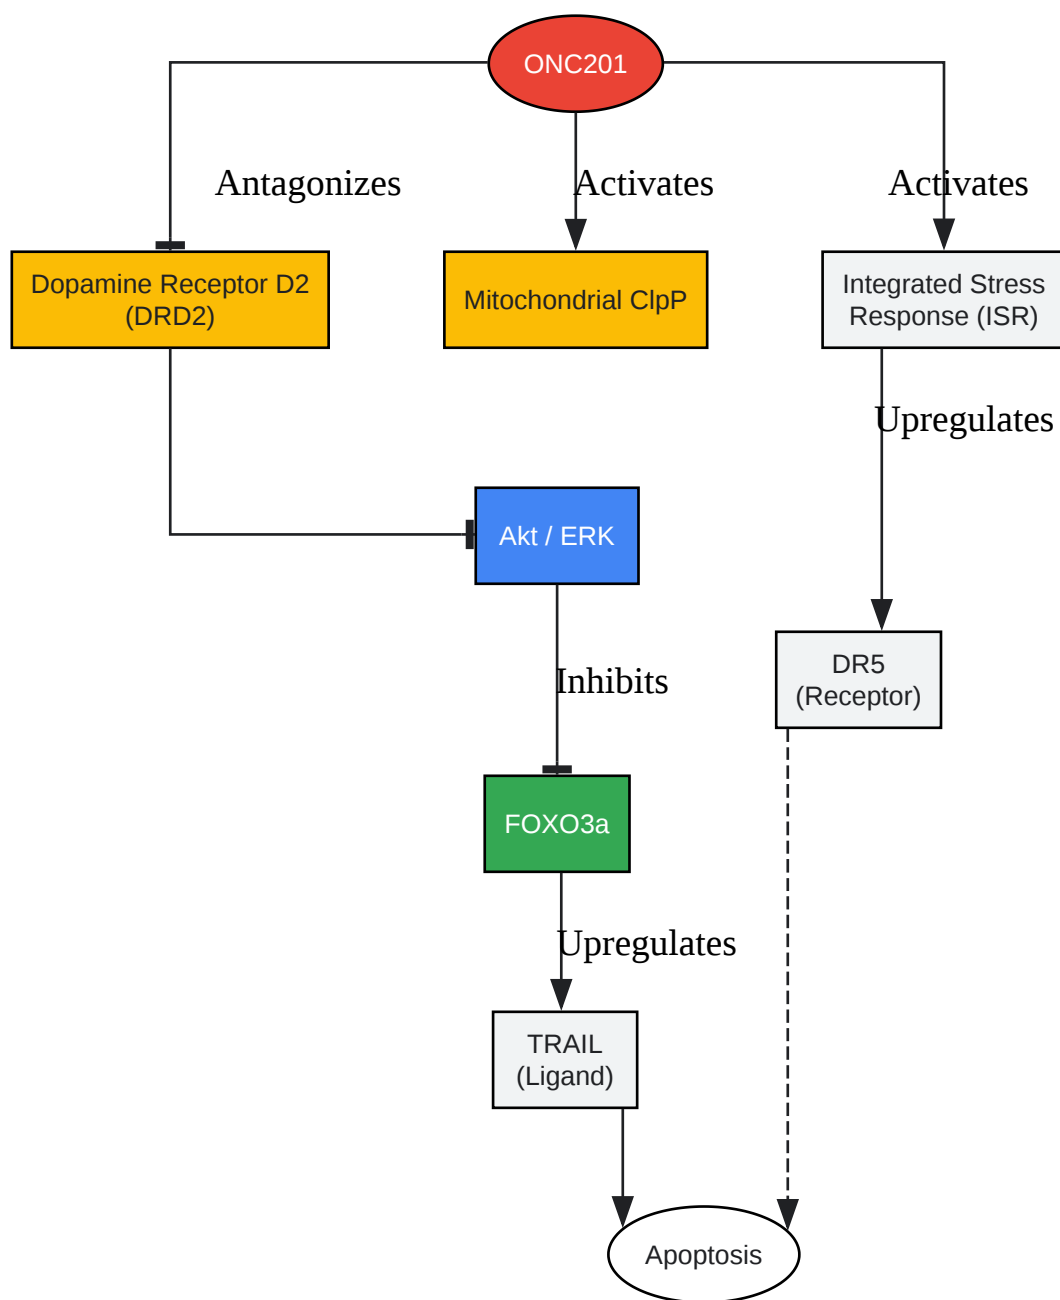 ONC201
Antagonizes
Activates
Activates
Dopamine Receptor D2
(DRD2)
Mitochondrial ClpP
Integrated Stress
Response (ISR)
Upregulates
Akt / ERK
Inhibits
DR5
(Receptor)
FOXO3a
Upregulates
TRAIL
(Ligand)
Apoptosis